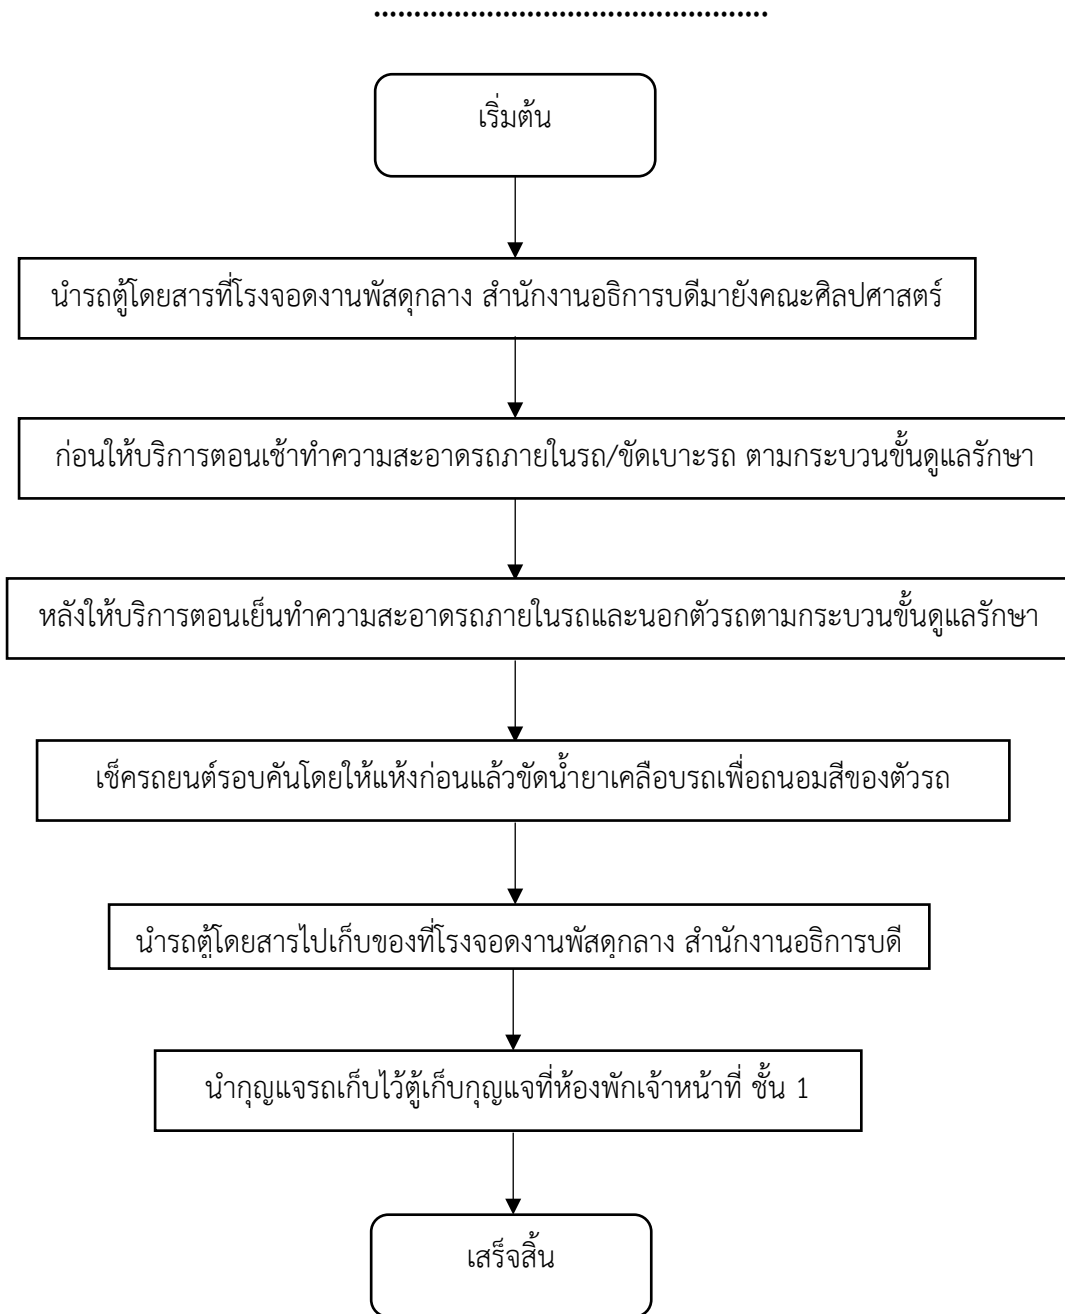 ................................................
เริ่มต้น
นำรถตู้โดยสารที่โรงจอดงานพัสดุกลาง สำนักงานอธิการบดีมายังคณะศิลปศาสตร์
ก่อนให้บริการตอนเช้าทำความสะอาดรถภายในรถ/ขัดเบาะรถ ตามกระบวนขั้นดูแลรักษา
หลังให้บริการตอนเย็นทำความสะอาดรถภายในรถและนอกตัวรถตามกระบวนขั้นดูแลรักษา
เช็ครถยนต์รอบคันโดยให้แห้งก่อนแล้วขัดน้ำยาเคลือบรถเพื่อถนอมสีของตัวรถ
นำรถตู้โดยสารไปเก็บของที่โรงจอดงานพัสดุกลาง สำนักงานอธิการบดี
นำกุญแจรถเก็บไว้ตู้เก็บกุญแจที่ห้องพักเจ้าหน้าที่ ชั้น 1
เสร็จสิ้น